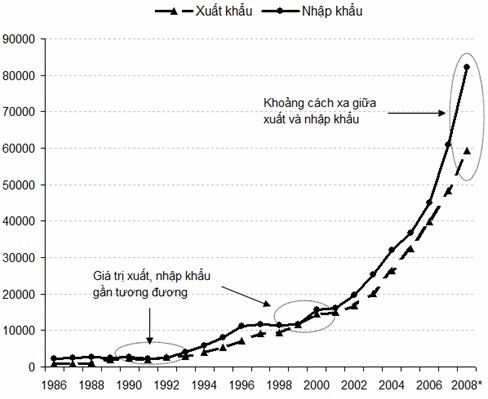 Xuất khẩu Nhập khẩu
90000
80000
70000
60000
50000
40000
30000
20000
10000
0
Khoảng cách xa giữa
xuất và nhập khẩu
Giá trị xuất, nhập khẩu
gần tương đương
1986 1988 1990 1992 1994 1996 1998 2000 2002 2004 2006 2008*